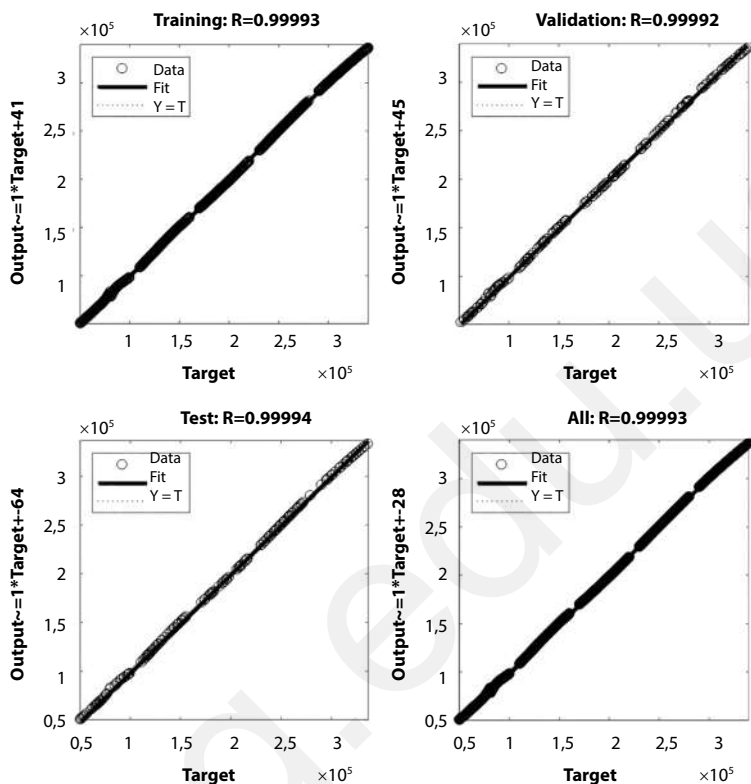 Training: R=0.99993
×10⁵
Output~=1*Target+41
3
2,5
2
1,5
1
Data
Fit
Y = T
1 1,5 2 2,5 3
Target ×10⁵
Validation: R=0.99992
×10⁵
Output~=1*Target+45
3
2,5
2
1,5
1
Data
Fit
Y = T
1 1,5 2 2,5 3
Target ×10⁵
Test: R=0.99994
×10⁵
Output~=1*Target+-64
3
2,5
2
1,5
1
0,5
Data
Fit
Y = T
0,5 1 1,5 2 2,5 3
Target ×10⁵
All: R=0.99993
×10⁵
Output~=1*Target+-28
3
2,5
2
1,5
1
0,5
Data
Fit
Y = T
0,5 1 1,5 2 2,5 3
Target ×10⁵
a.edu.u